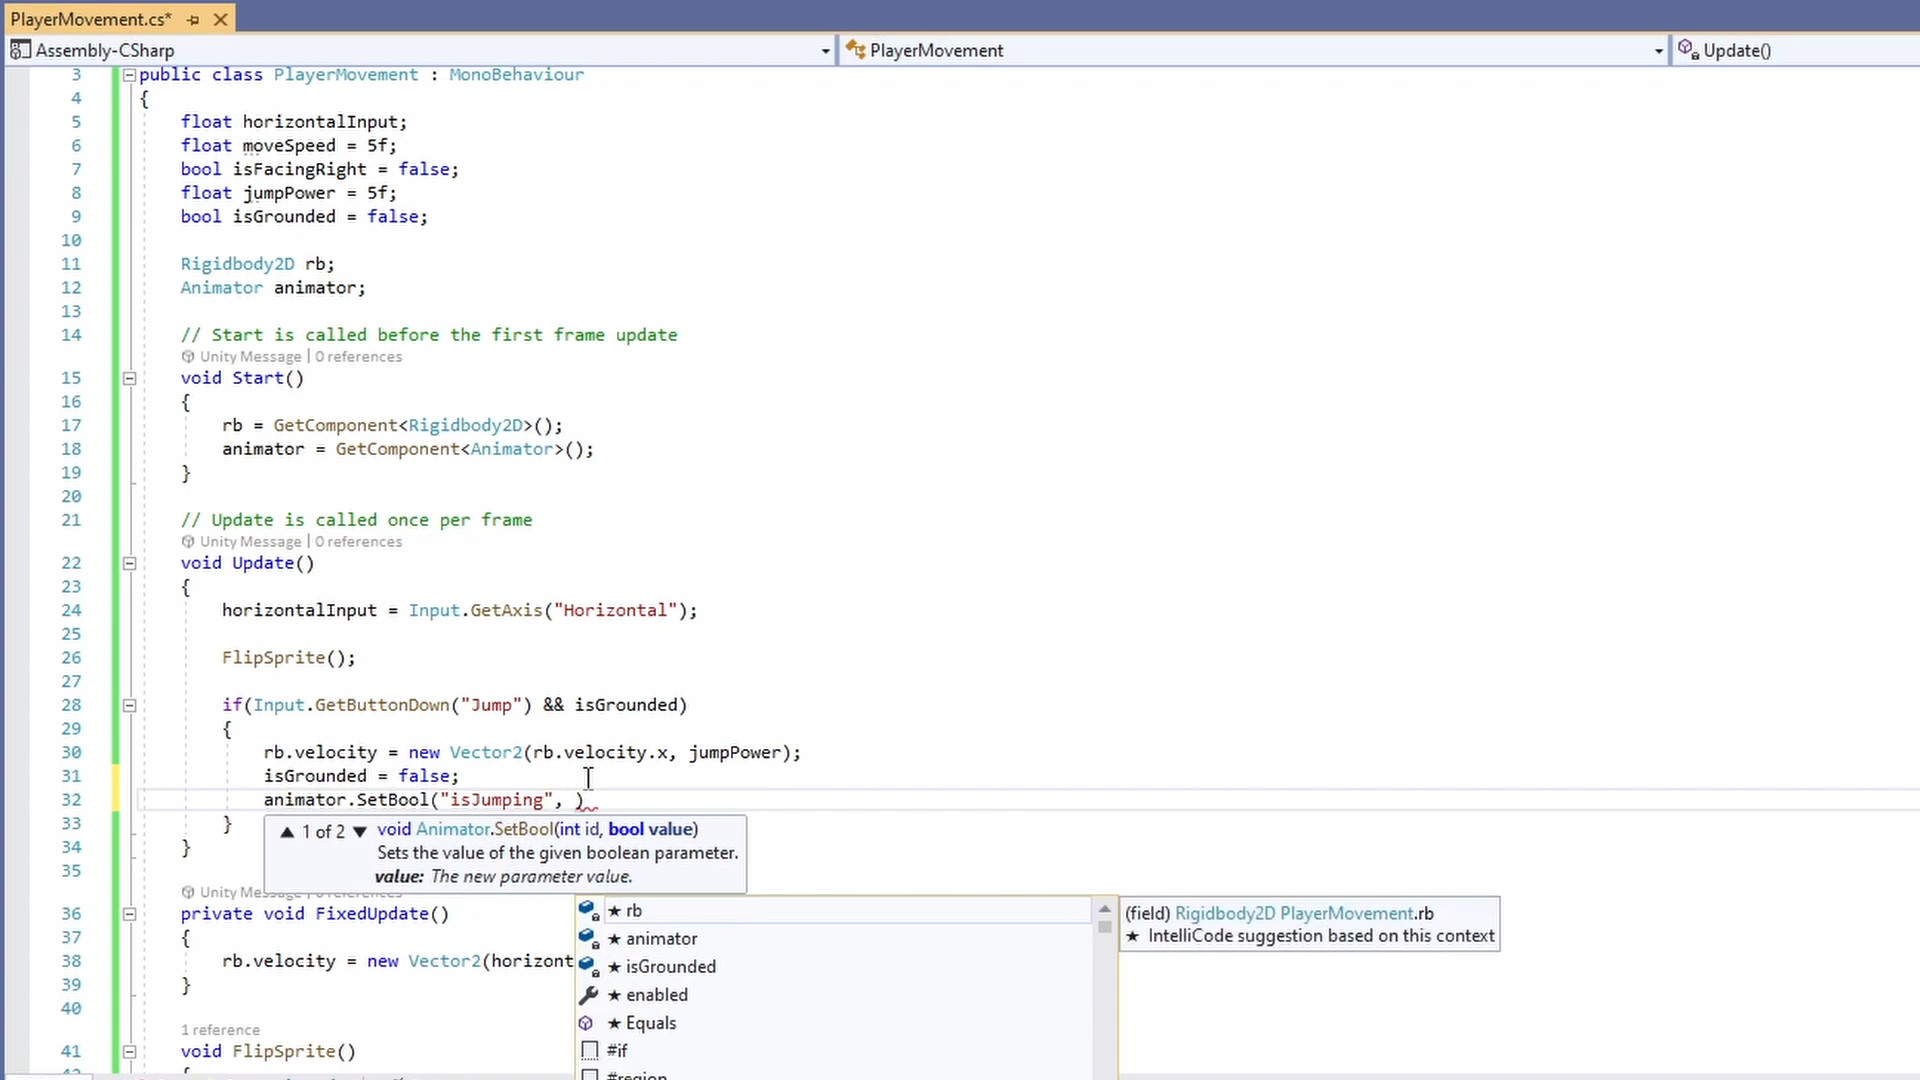 PlayerMovement.cs*
Assembly-CSharp PlayerMovement Update()
3 public class PlayerMovement : MonoBehaviour
4 {
5 float horizontalInput;
6 float moveSpeed = 5f;
7 bool isFacingRight = false;
8 float jumpPower = 5f;
9 bool isGrounded = false;
10
11 Rigidbody2D rb;
12 Animator animator;
13
14 // Start is called before the first frame update
Unity Message | 0 references
15 void Start()
16 {
17 rb = GetComponent<Rigidbody2D>();
18 animator = GetComponent<Animator>();
19 }
20
21 // Update is called once per frame
Unity Message | 0 references
22 void Update()
23 {
24 horizontalInput = Input.GetAxis("Horizontal");
25
26 FlipSprite();
27
28 if(Input.GetButtonDown("Jump") && isGrounded)
29 {
30 rb.velocity = new Vector2(rb.velocity.x, jumpPower);
31 isGrounded = false;
32 animator.SetBool("isJumping", )
33 }
34 }
35
▲ 1 of 2 ▼ void Animator.SetBool(int id, bool value)
Sets the value of the given boolean parameter.
value: The new parameter value.
Unity
36 private void FixedUpdate()
37 {
38 rb.velocity = new Vector2(horizont
39 }
40
1 reference
41 void FlipSprite()
{
★ rb
★ animator
★ isGrounded
★ enabled
★ Equals
#if
#region
(field) Rigidbody2D PlayerMovement.rb
★ IntelliCode suggestion based on this context